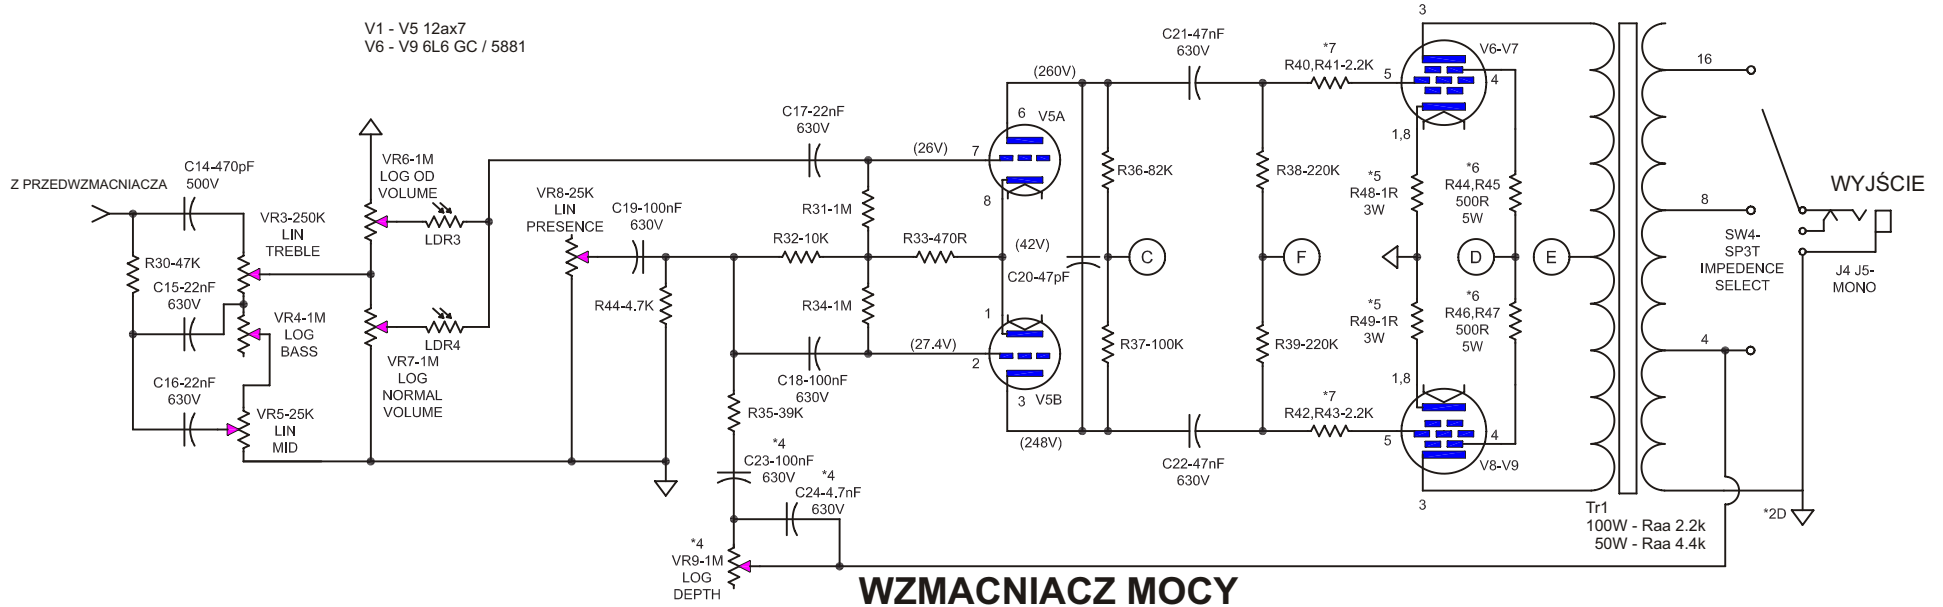 V1 - V5 12ax7
V6 - V9 6L6 GC / 5881
Z PRZEDWZMACNIACZA
C14-470pF
500V
R30-47K
C15-22nF
630V
C16-22nF
630V
VR3-250K
LIN
TREBLE
VR4-1M
LOG
BASS
VR5-25K
LIN
MID
VR6-1M
LOG OD
VOLUME
LDR3
LDR4
VR7-1M
LOG
NORMAL
VOLUME
VR8-25K
LIN
PRESENCE
C19-100nF
630V
R44-4.7K
C17-22nF
630V
R31-1M
R32-10K
R33-470R
R34-1M
C18-100nF
630V
R35-39K
*4
C23-100nF
630V
*4
C24-4.7nF
630V
*4
VR9-1M
LOG
DEPTH
(26V)
7
6
V5A
8
(42V)
1
(27.4V)
2
3
V5B
(260V)
(248V)
C20-47pF
R36-82K
C
R37-100K
C21-47nF
630V
C22-47nF
630V
R38-220K
F
R39-220K
*7
R40,R41-2.2K
*7
R42,R43-2.2K
3
V6-V7
5
4
1,8
*5
R48-1R
3W
*6
R44,R45
500R
5W
D
E
*5
R49-1R
3W
*6
R46,R47
500R
5W
1,8
5
4
V8-V9
3
Tr1
100W - Raa 2.2k
50W - Raa 4.4k
16
8
4
SW4-
SP3T
IMPEDENCE
SELECT
WYJŚCIE
J4 J5-
MONO
*2D
WZMACNIACZ MOCY